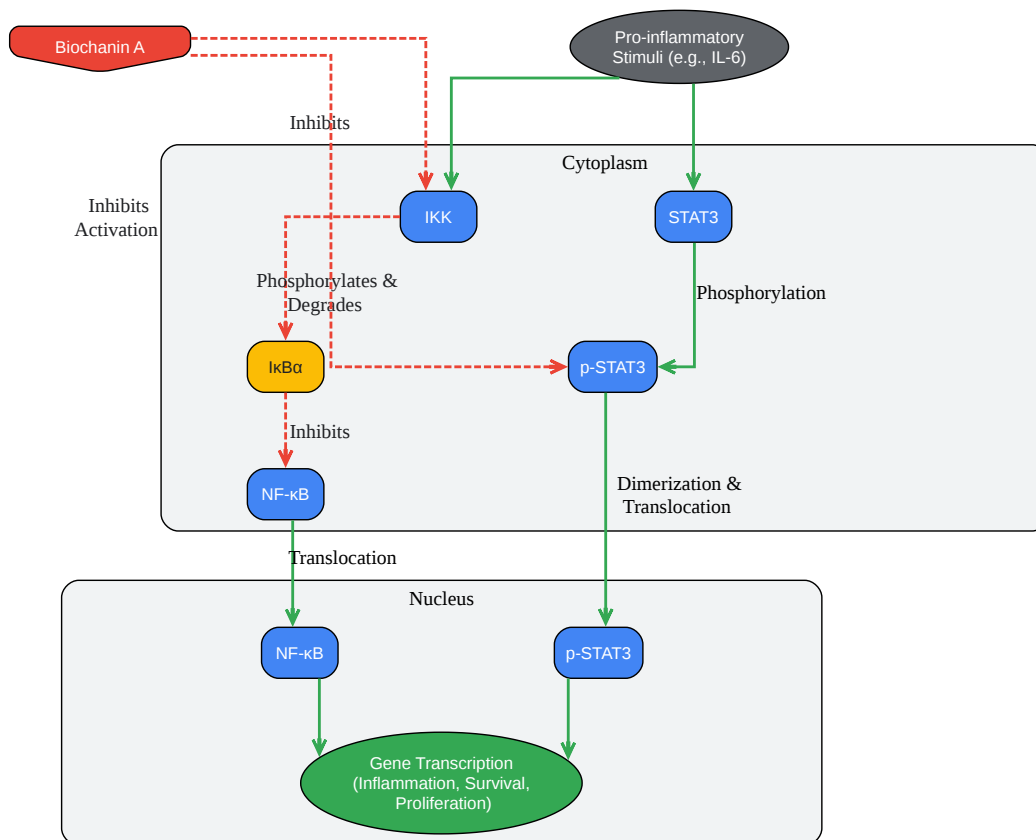 Biochanin A
Pro-inflammatory
Stimuli (e.g., IL-6)
Inhibits
Cytoplasm
Inhibits
Activation
IKK
STAT3
Phosphorylates &
Degrades
Phosphorylation
IκBα
p-STAT3
Inhibits
NF-κB
Dimerization &
Translocation
Translocation
Nucleus
NF-κB
p-STAT3
Gene Transcription
(Inflammation, Survival,
Proliferation)